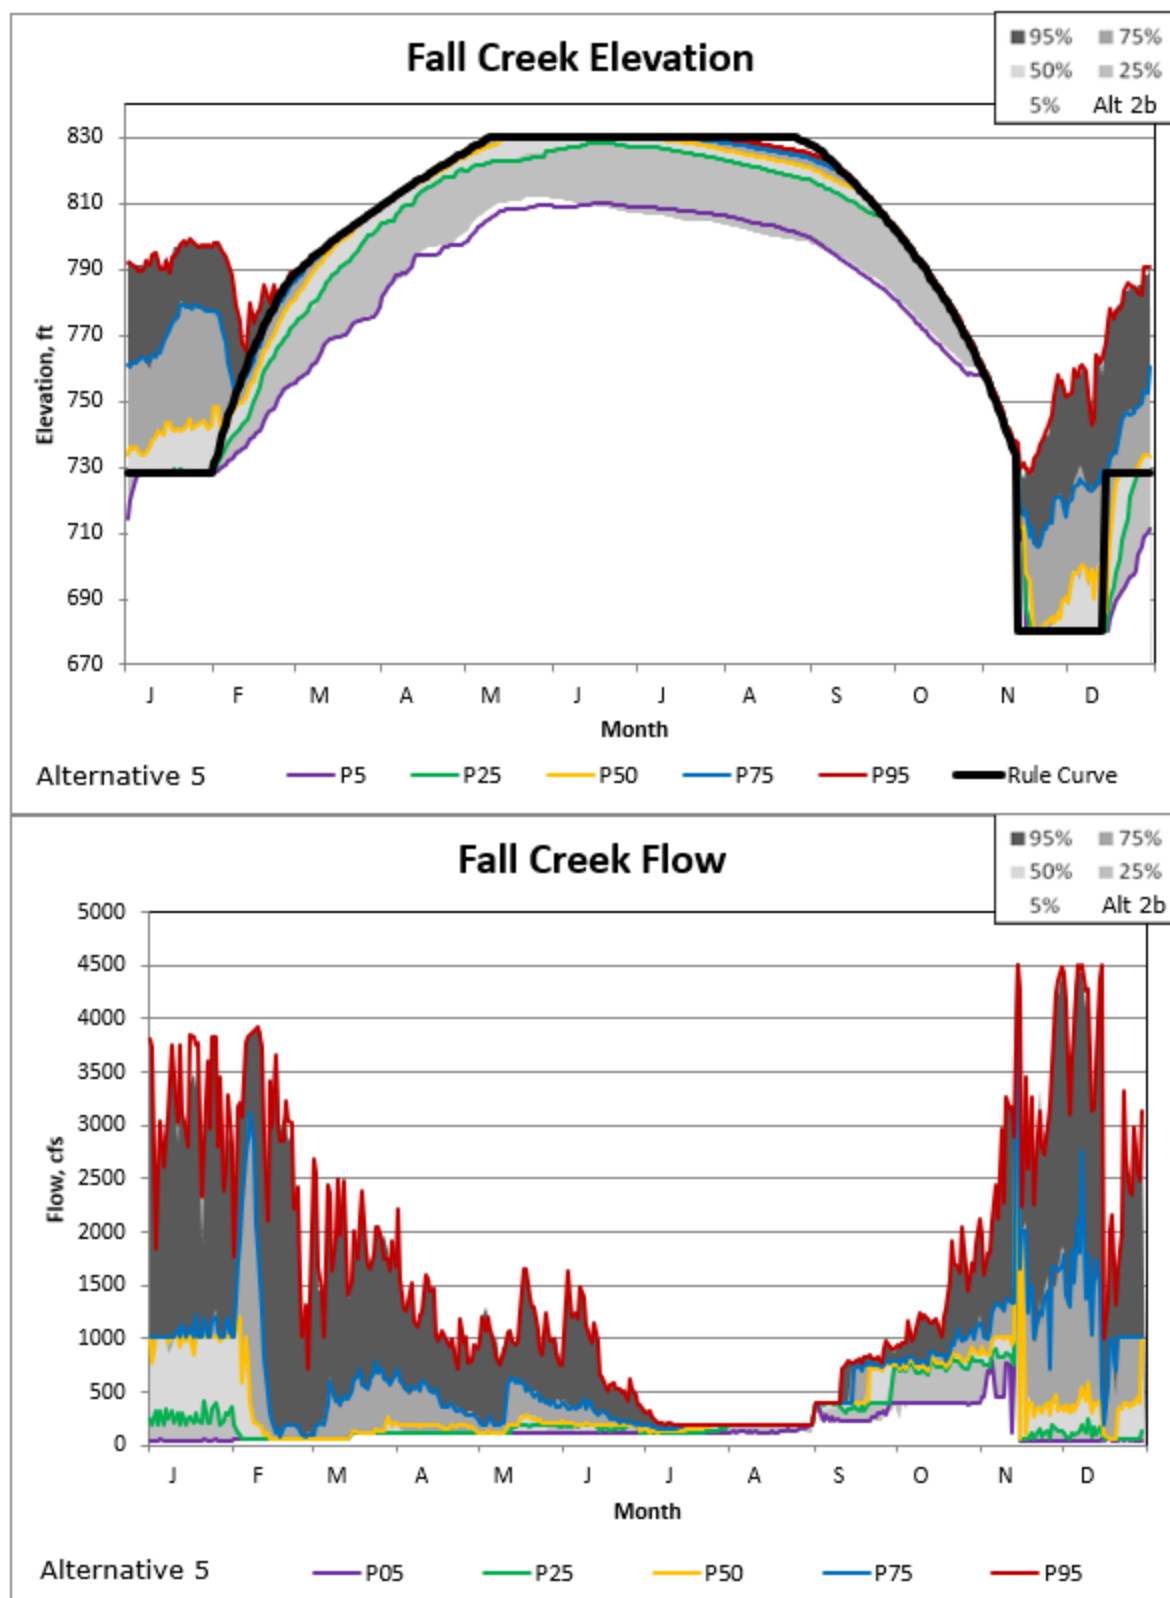 Fall Creek Elevation
95% 75%
50% 25%
5% Alt 2b
830
810
790
770
750
730
710
690
670
Elevation, ft
J F M A M J J A S O N D
Month
Alternative 5 P5 P25 P50 P75 P95 Rule Curve
Fall Creek Flow
95% 75%
50% 25%
5% Alt 2b
5000
4500
4000
3500
3000
2500
2000
1500
1000
500
0
Flow, cfs
J F M A M J J A S O N D
Month
Alternative 5 P05 P25 P50 P75 P95